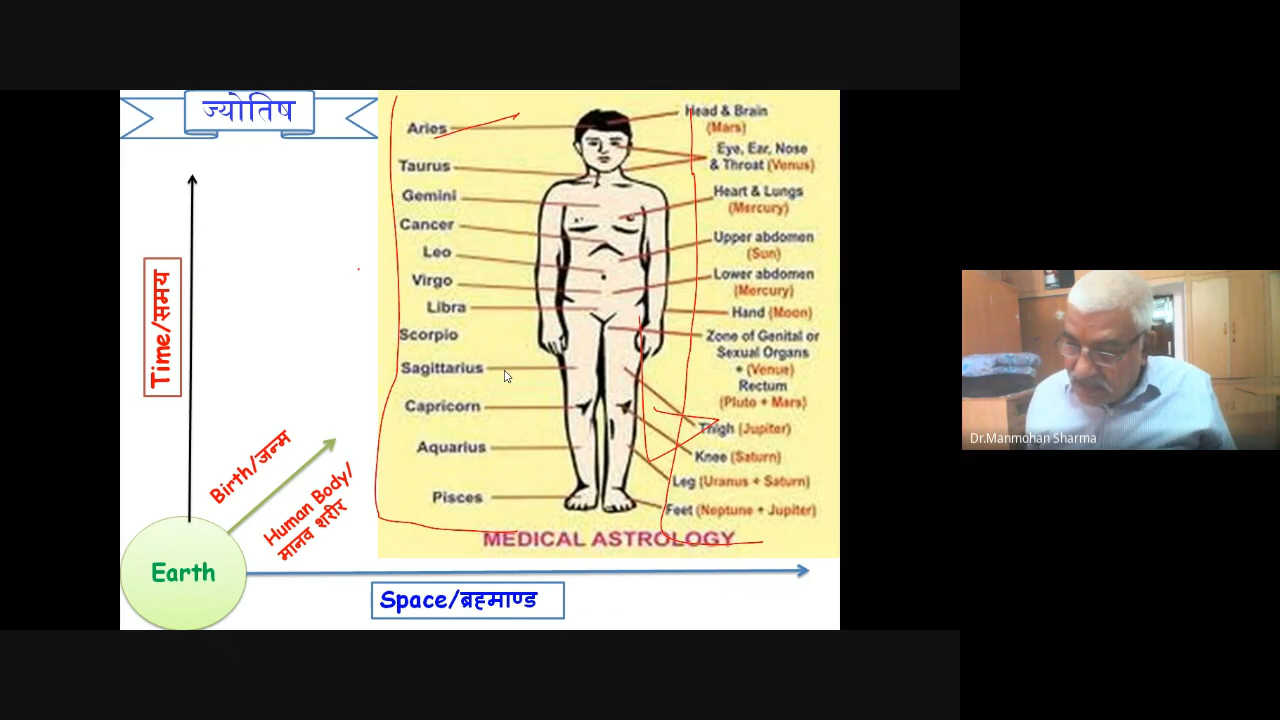 ज्योतिष
Time/समय
Birth/जन्म
Human Body/
मानव शरीर
Earth
Space/ब्रह्माण्ड
Aries
Taurus
Gemini
Cancer
Leo
Virgo
Libra
Scorpio
Sagittarius
Capricorn
Aquarius
Pisces
Head & Brain
(Mars)
Eye, Ear, Nose
& Throat (Venus)
Heart & Lungs
(Mercury)
Upper abdomen
(Sun)
Lower abdomen
(Mercury)
Hand (Moon)
Zone of Genital or
Sexual Organs
+ (Venue)
Rectum
(Pluto + Mars)
Thigh (Jupiter)
Knee (Saturn)
Leg (Uranus + Saturn)
Feet (Neptune + Jupiter)
MEDICAL ASTROLOGY
Dr.Manmohan Sharma